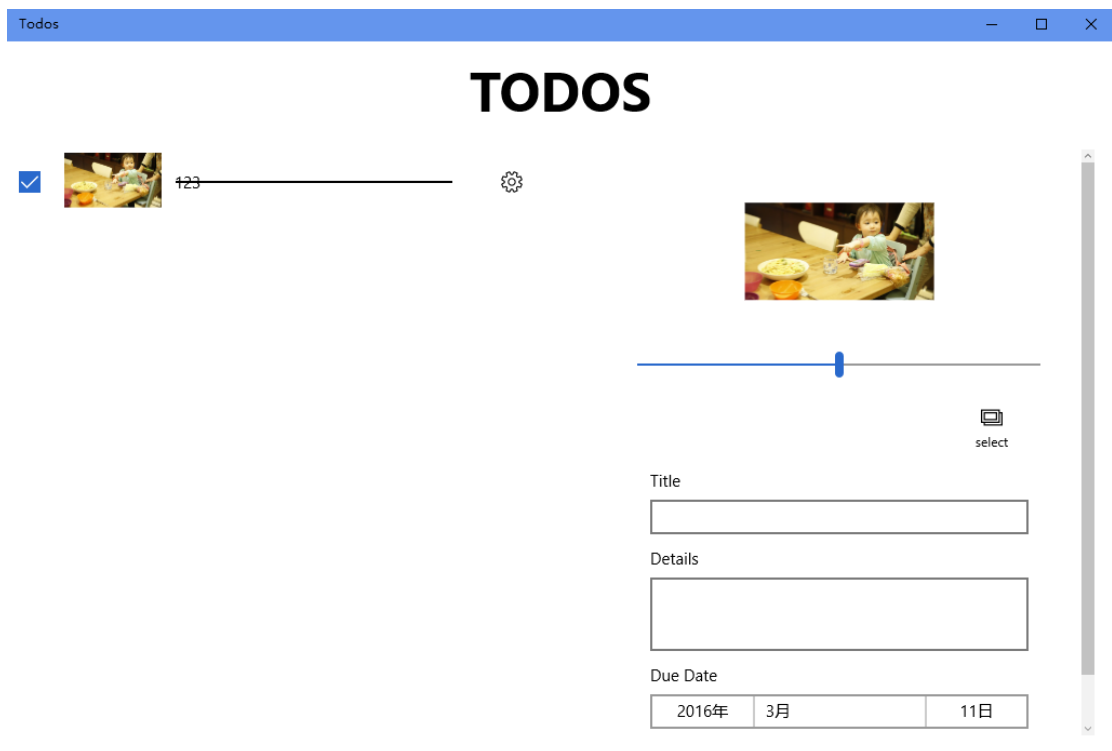 Todos
TODOS
123
select
Title
Details
Due Date
2016年 3月 11日